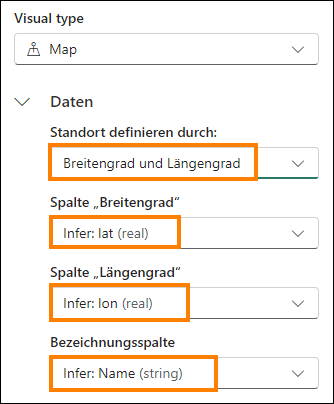 Visual type
Map
Daten
Standort definieren durch:
Breitengrad und Längengrad
Spalte „Breitengrad“
Infer: lat (real)
Spalte „Längengrad“
Infer: lon (real)
Bezeichnungsspalte
Infer: Name (string)